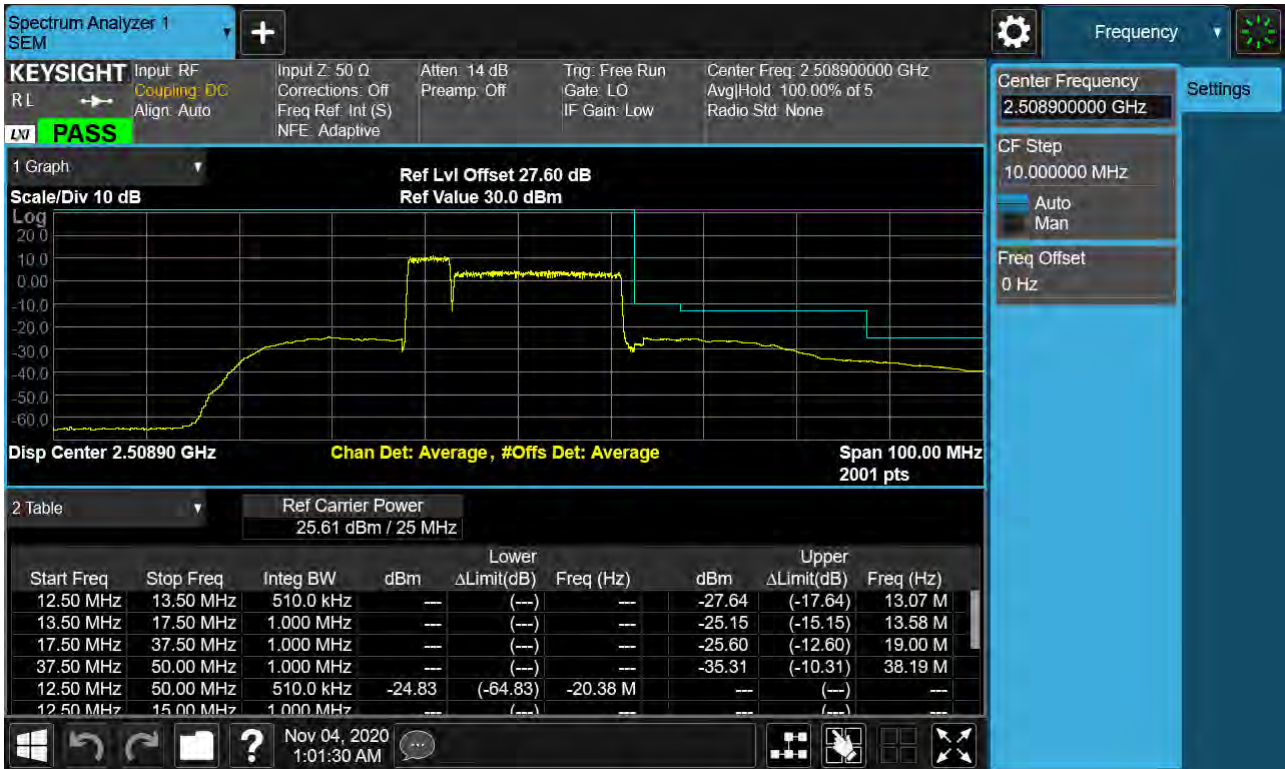 Spectrum Analyzer 1
SEM
+
Frequency
KEYSIGHT
R L
LXI
PASS
Input: RF
Coupling: DC
Align: Auto
Input Z: 50 Ω
Corrections: Off
Freq Ref: Int (S)
NFE: Adaptive
Atten: 14 dB
Preamp: Off
Trig: Free Run
Gate: LO
IF Gain: Low
Center Freq: 2.508900000 GHz
Avg|Hold: 100.00% of 5
Radio Std: None
Center Frequency
2.508900000 GHz
Settings
CF Step
10.000000 MHz
Auto
Man
Freq Offset
0 Hz
1 Graph
Scale/Div 10 dB
Ref Lvl Offset 27.60 dB
Ref Value 30.0 dBm
Log
20.0
10.0
0.00
-10.0
-20.0
-30.0
-40.0
-50.0
-60.0
Disp Center 2.50890 GHz
Chan Det: Average, #Offs Det: Average
Span 100.00 MHz
2001 pts
2 Table
Ref Carrier Power
25.61 dBm / 25 MHz
Lower Upper
Start Freq Stop Freq Integ BW dBm ΔLimit(dB) Freq (Hz) dBm ΔLimit(dB) Freq (Hz)
12.50 MHz 13.50 MHz 510.0 kHz --- (---) --- -27.64 (-17.64) 13.07 M
13.50 MHz 17.50 MHz 1.000 MHz --- (---) --- -25.15 (-15.15) 13.58 M
17.50 MHz 37.50 MHz 1.000 MHz --- (---) --- -25.60 (-12.60) 19.00 M
37.50 MHz 50.00 MHz 1.000 MHz --- (---) --- -35.31 (-10.31) 38.19 M
12.50 MHz 50.00 MHz 510.0 kHz -24.83 (-64.83) -20.38 M --- (---) ---
12.50 MHz 15.00 MHz 1.000 MHz --- (---) --- --- (---) ---
?
Nov 04, 2020
1:01:30 AM